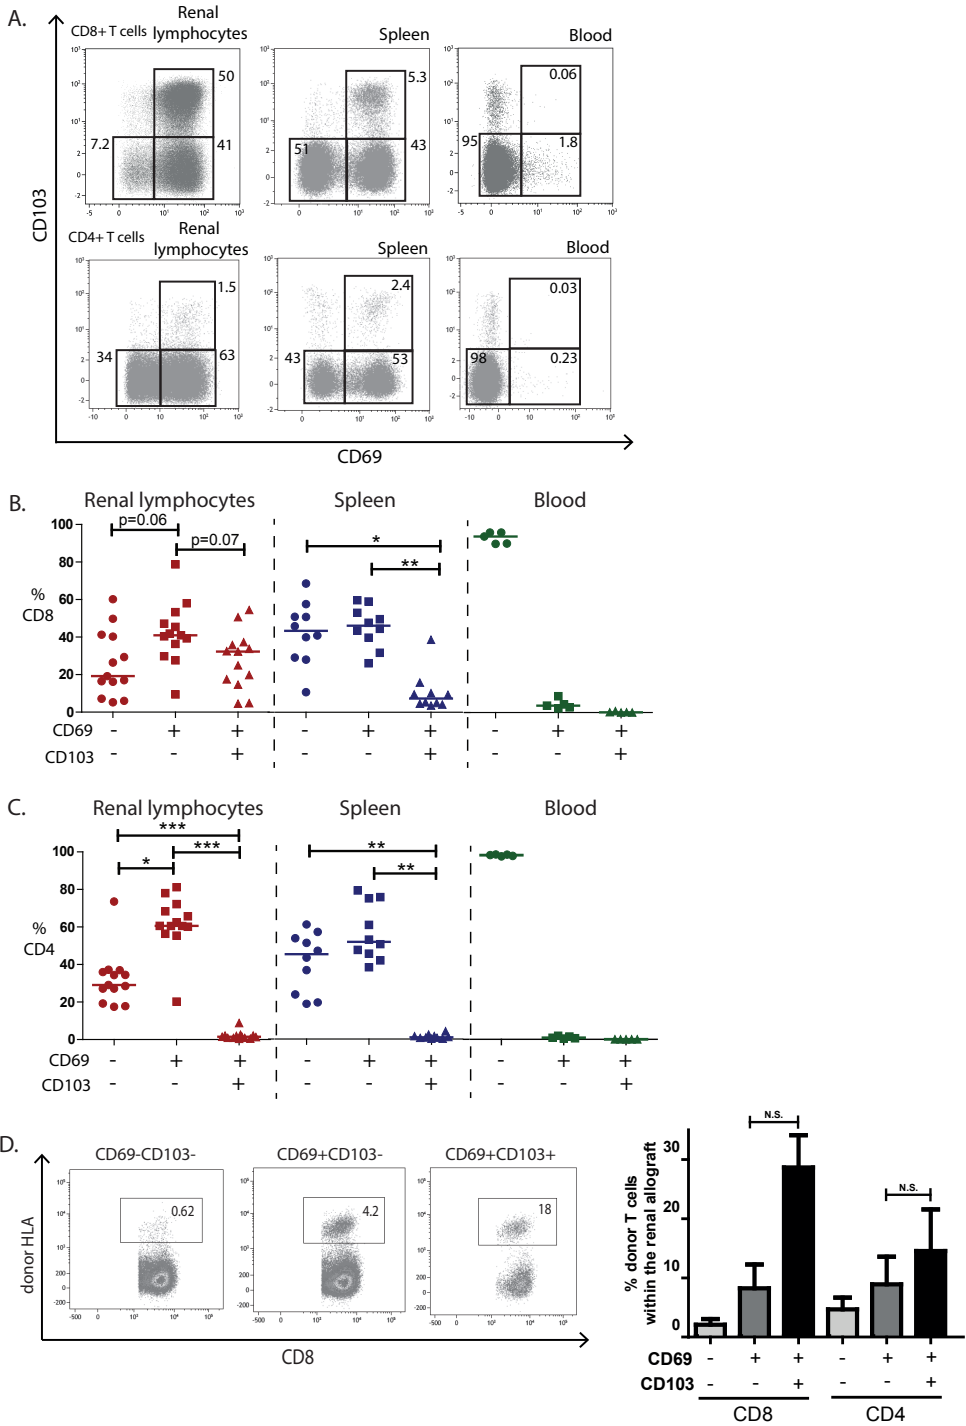 A.
CD8+ T cells
Renal
lymphocytes
Spleen
Blood
50
7.2
41
5.3
51
43
0.06
95
1.8
CD4+ T cells
Renal
lymphocytes
Spleen
Blood
1.5
34
63
2.4
43
53
0.03
98
0.23
CD103
CD69
B.
Renal lymphocytes
Spleen
Blood
p=0.06
p=0.07
*
**
%
CD8
100
80
60
40
20
0
CD69 - + + - + + - + +
CD103 - - + - - + - - +
C.
Renal lymphocytes
Spleen
Blood
***
***
*
**
**
%
CD4
100
80
60
40
20
0
CD69 - + + - + + - + +
CD103 - - + - - + - - +
D.
CD69-CD103-
CD69+CD103-
CD69+CD103+
0.62
4.2
18
donor HLA
CD8
% donor T cells
within the renal allograft
30
20
10
0
N.S.
N.S.
CD69 - + + - + +
CD103 - - + - - +
CD8
CD4